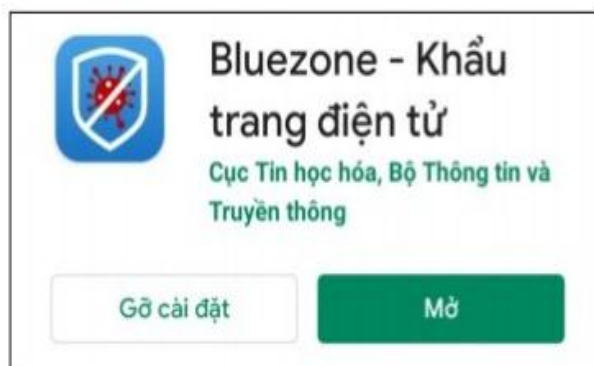 Bluezone - Khẩu
trang điện tử
Cục Tin học hóa, Bộ Thông tin và
Truyền thông
Gỡ cài đặt
Mở